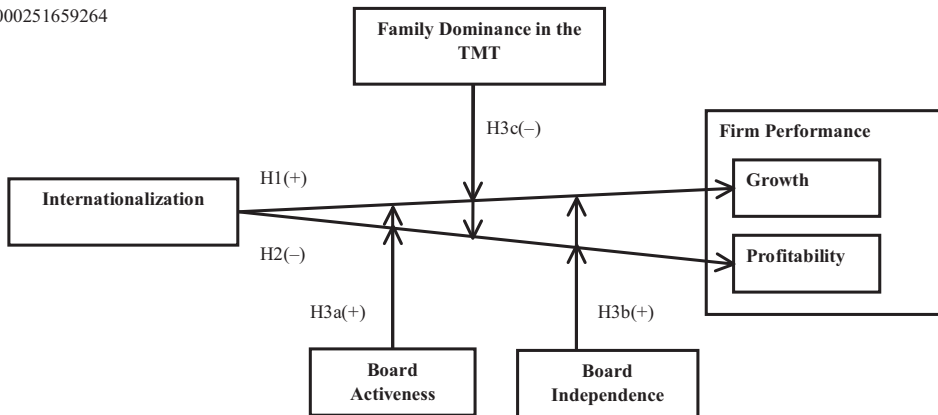 000251659264
Family Dominance in the
TMT
H3c(–)
Firm Performance
H1(+)
Growth
Internationalization
H2(–)
Profitability
H3a(+)
H3b(+)
Board
Activeness
Board
Independence